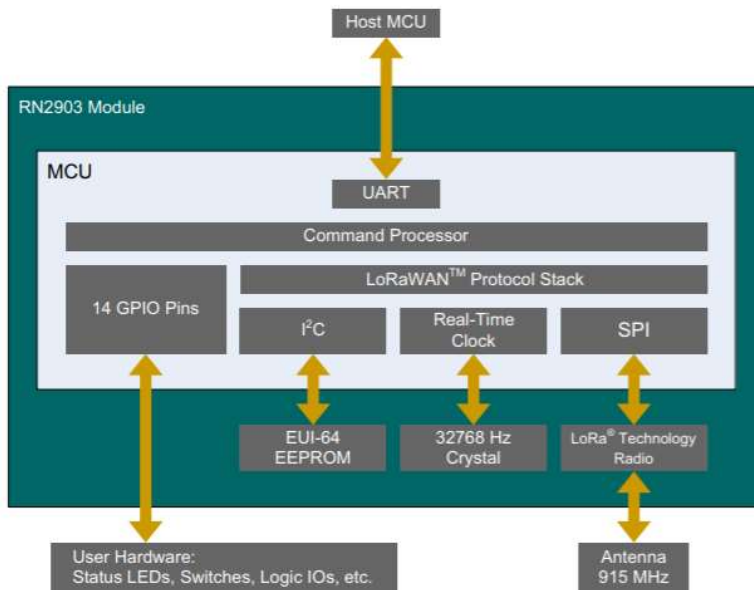 Host MCU
RN2903 Module
MCU
UART
Command Processor
14 GPIO Pins
LoRaWAN™ Protocol Stack
I²C
Real-Time
Clock
SPI
EUI-64
EEPROM
32768 Hz
Crystal
LoRa® Technology
Radio
User Hardware:
Status LEDs, Switches, Logic IOs, etc.
Antenna
915 MHz